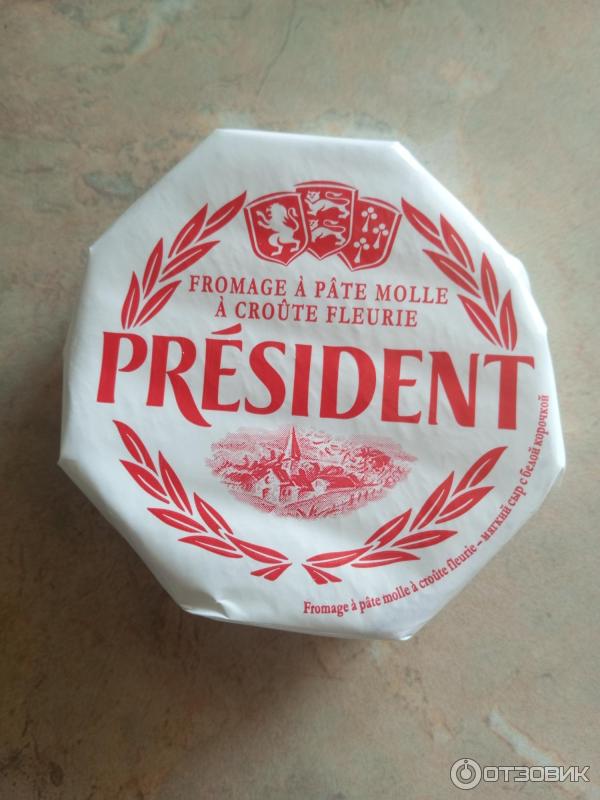 FROMAGE À PÂTE MOLLE
À CROÛTE FLEURIE
PRÉSIDENT
Fromage à pâte molle à croûte fleurie – мягкий сыр с белой корочкой
ОТЗОВИК